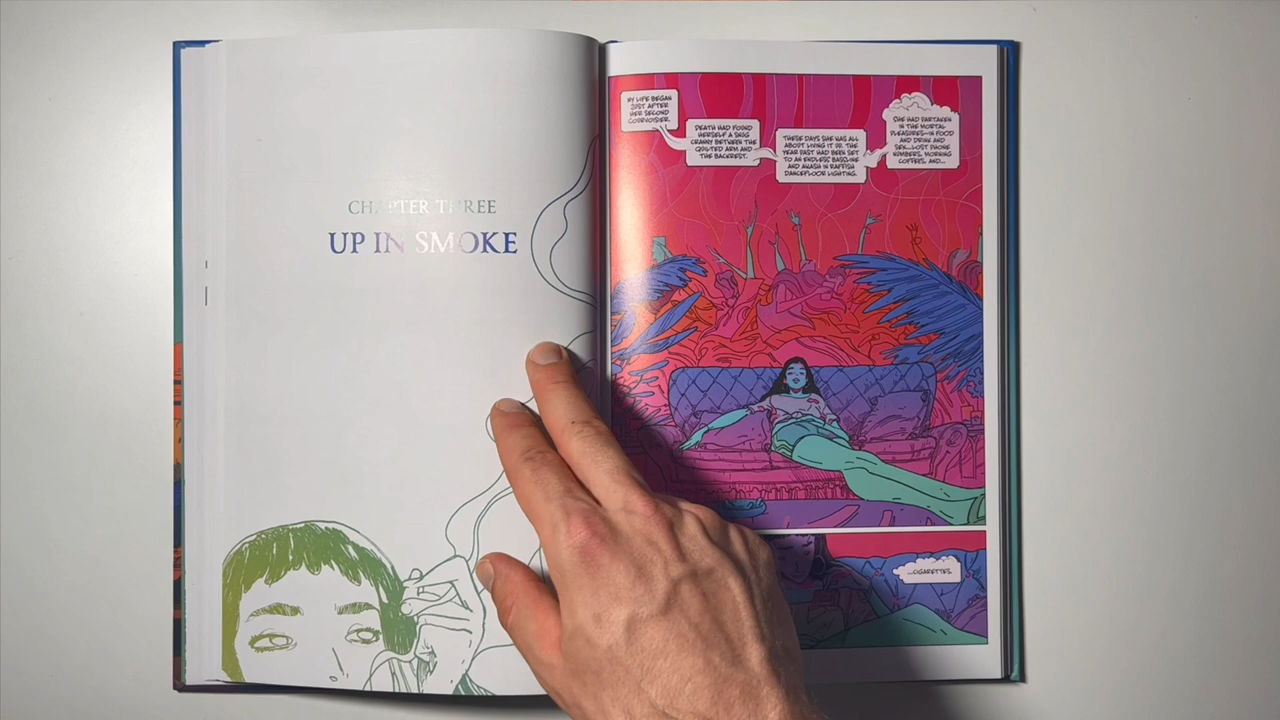 CHAPTER THREE
UP IN SMOKE
MY LIFE BEGAN
JUST AFTER
HER SECOND
COURVOISIER.
DEATH HAD FOUND
HERSELF A SNUG
CRANNY BETWEEN THE
QUILTED ARM AND
THE BACKREST.
THESE DAYS SHE WAS ALL
ABOUT LIVING IT UP. THE
YEAR PAST HAD BEEN SET
TO AN ENDLESS BASSLINE
AND AWASH IN RAFFISH
DANCEFLOOR LIGHTING.
SHE HAD PARTAKEN
IN THE MORTAL
PLEASURES—IN FOOD
AND DRINK AND
SEX...LOST PHONE
NUMBERS, MORNING
COFFEES, AND...
...CIGARETTES.